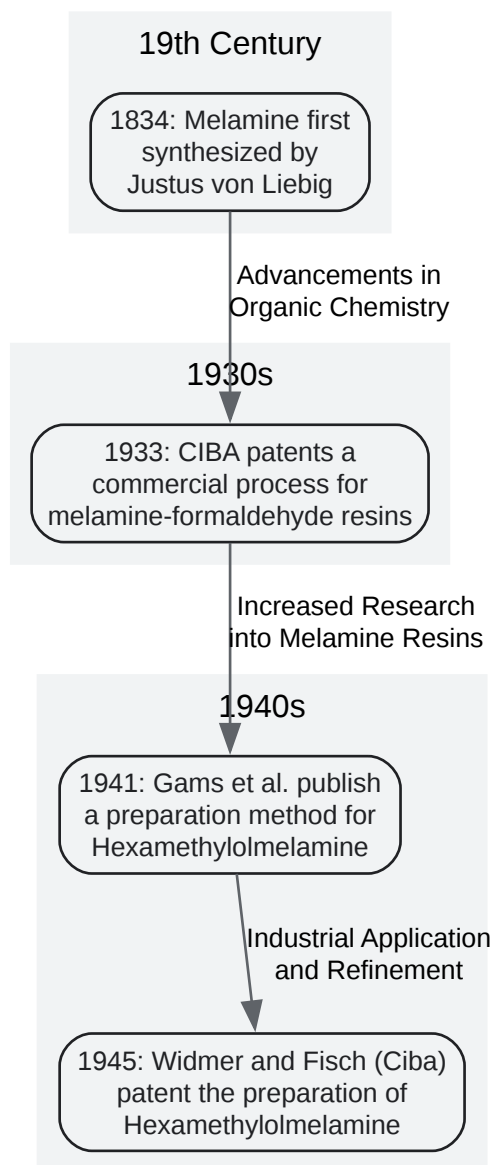 19th Century
1834: Melamine first
synthesized by
Justus von Liebig
Advancements in
Organic Chemistry
1930s
1933: CIBA patents a
commercial process for
melamine-formaldehyde resins
Increased Research
into Melamine Resins
1940s
1941: Gams et al. publish
a preparation method for
Hexamethylolmelamine
Industrial Application
and Refinement
1945: Widmer and Fisch (Ciba)
patent the preparation of
Hexamethylolmelamine